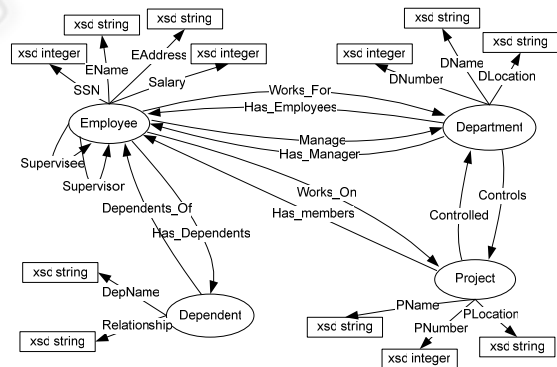 xsd string
xsd string
xsd string
xsd string
xsd integer
EAddress
xsd integer
DName
xsd integer
EName
DNumber
DLocation
SSN
Salary
Works_For
Has_Employees
Employee
Department
Manage
Has_Manager
Supervisee
Supervisor
Works_On
Has_members
Dependents_Of
Has_Dependents
Controlled
Controls
xsd string
DepName
Project
xsd string
Relationship
Dependent
PName
PLocation
xsd string
PNumber
xsd string
xsd integer